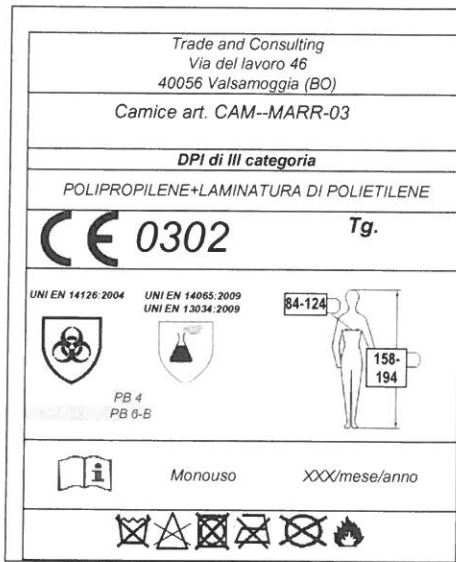 Trade and Consulting
Via del lavoro 46
40056 Valsamoggia (BO)
Camice art. CAM--MARR-03
DPI di III categoria
POLIPROPILENE+LAMINATURA DI POLIETILENE
CE 0302 Tg.
UNI EN 14126:2004
UNI EN 14065:2009
UNI EN 13034:2009
84-124
158-
194
PB 4
PB 6-B
i
Monouso
XXX/mese/anno